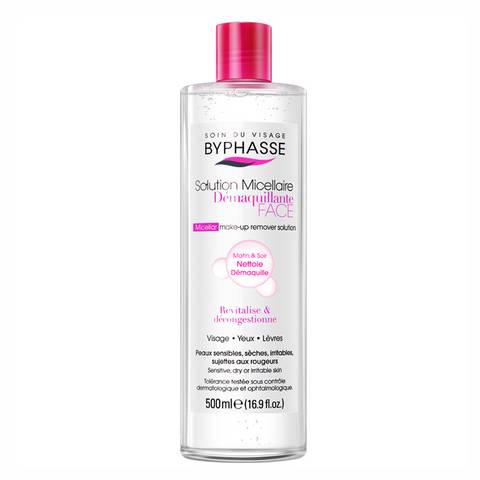 SOIN DU VISAGE
BYPHASSE
Solution Micellaire
Démaquillante
FACE
Micellar make-up remover solution
Matin & Soir
Nettoie
Démaquille
Revitalise &
décongestionne
Visage • Yeux • Lèvres
Peaux sensibles, sèches, irritables,
sujettes aux rougeurs
Sensitive, dry or irritable skin
Tolérance testée sous contrôle
dermatologique et ophtalmologique.
500ml e (16.9 fl.oz.)